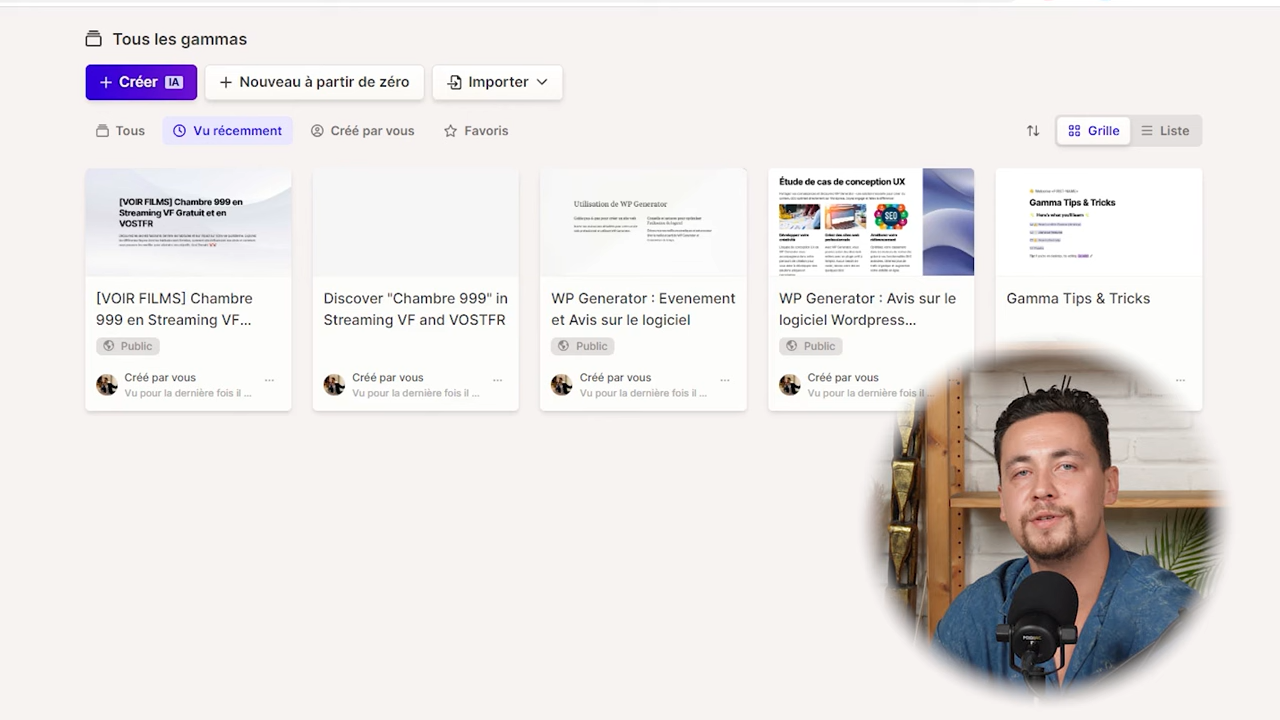 Tous les gammas
+ Créer IA
+ Nouveau à partir de zéro
Importer
Tous
Vu récemment
Créé par vous
Favoris
Grille
Liste
[VOIR FILMS] Chambre 999 en
Streaming VF Gratuit et en
VOSTFR
[VOIR FILMS] Chambre
999 en Streaming VF...
Public
Créé par vous
Vu pour la dernière fois il ...
Discover "Chambre 999" in
Streaming VF and VOSTFR
Créé par vous
Vu pour la dernière fois il ...
Utilisation de WP Generator
WP Generator : Evenement
et Avis sur le logiciel
Public
Créé par vous
Vu pour la dernière fois il ...
Étude de cas de conception UX
SEO
WP Generator : Avis sur le
logiciel Wordpress...
Public
Créé par vous
Vu pour la dernière fois il
Gamma Tips & Tricks
Here's what you'll learn
Gamma Tips & Tricks